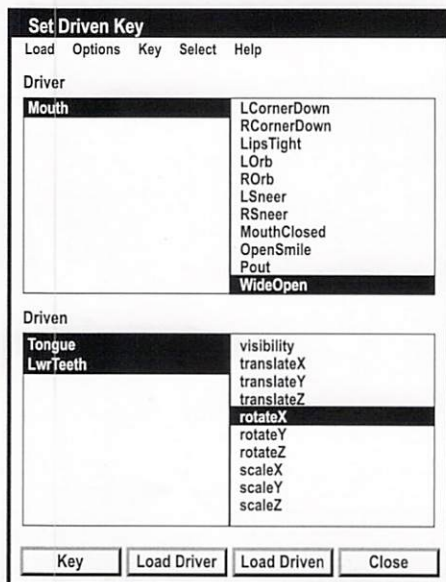 Set Driven Key
Load Options Key Select Help
Driver
Mouth
LCornerDown
RCornerDown
LipsTight
LOrb
ROrb
LSneer
RSneer
MouthClosed
OpenSmile
Pout
WideOpen
Driven
Tongue
LwrTeeth
visibility
translateX
translateY
translateZ
rotateX
rotateY
rotateZ
scaleX
scaleY
scaleZ
Key Load Driver Load Driven Close